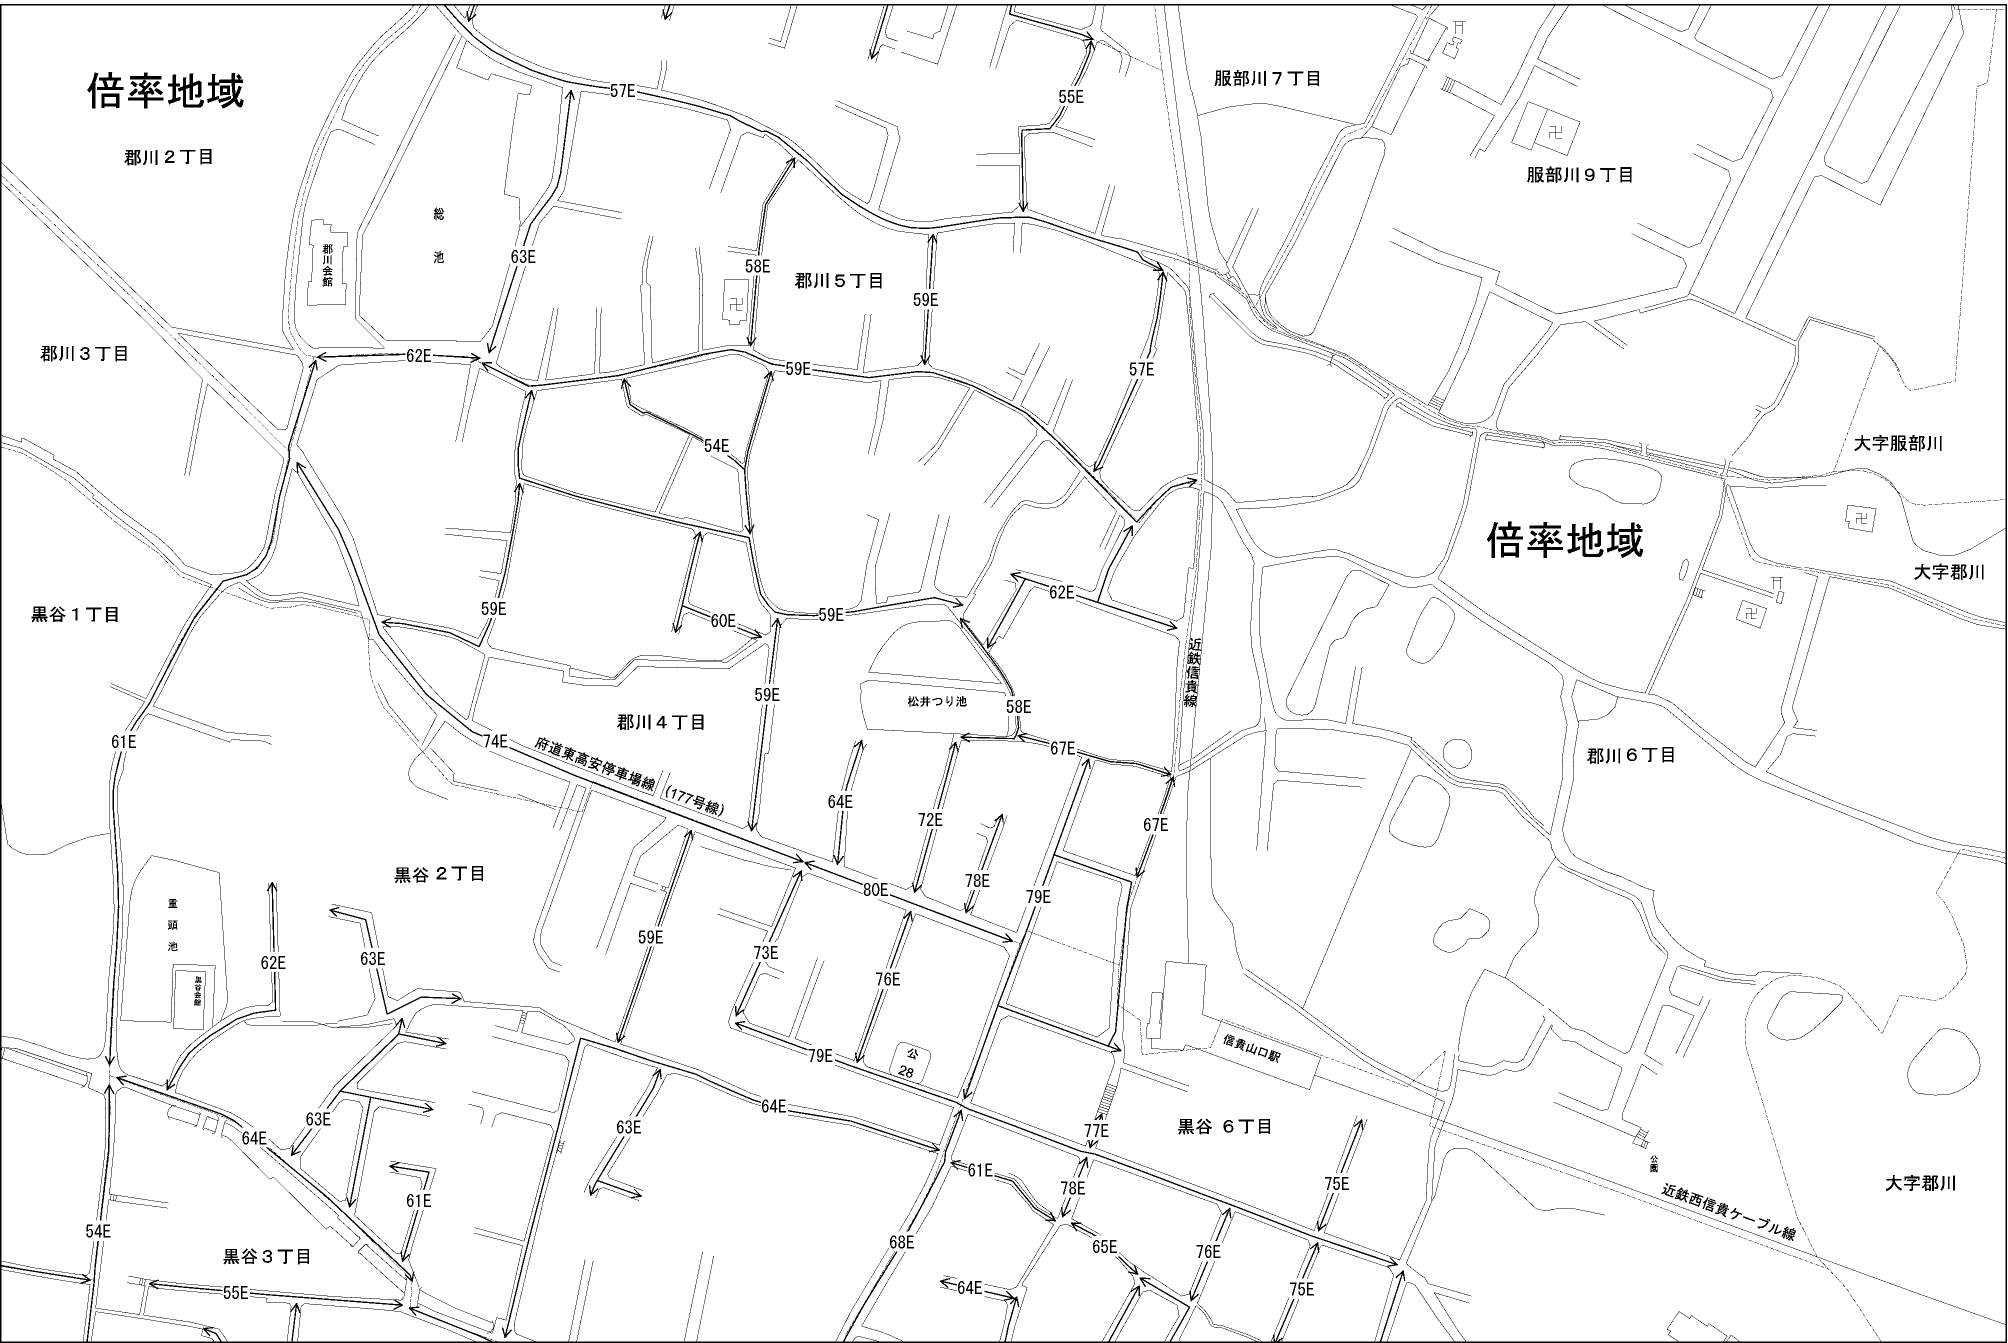 57E
55E
服部川７丁目
倍率地域
郡川２丁目
服部川９丁目
総池
郡川会館
63E
58E
郡川５丁目
59E
郡川３丁目
62E
59E
57E
54E
大字服部川
倍率地域
大字郡川
黒谷１丁目
59E
60E
59E
62E
近鉄信貴線
59E
松井つり池
58E
郡川４丁目
61E
74E
府道東高安停車場線 (177号線)
67E
郡川６丁目
64E
72E
67E
黒谷２丁目
80E
78E
79E
重頭池
62E
63E
59E
73E
76E
黒谷会館
79E
公
28
信貴山口駅
64E
63E
63E
64E
77E
黒谷 ６丁目
公園
61E
61E
78E
75E
大字郡川
近鉄西信貴ケーブル線
54E
黒谷３丁目
68E
65E
76E
55E
64E
75E